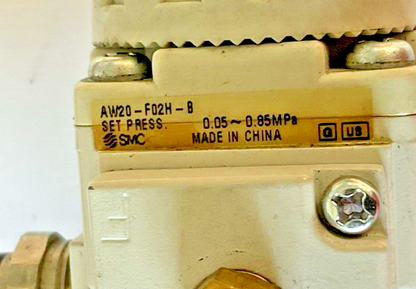 AW20-F02H-B
SET PRESS. 0.05~0.85MPa
SMC MADE IN CHINA G US